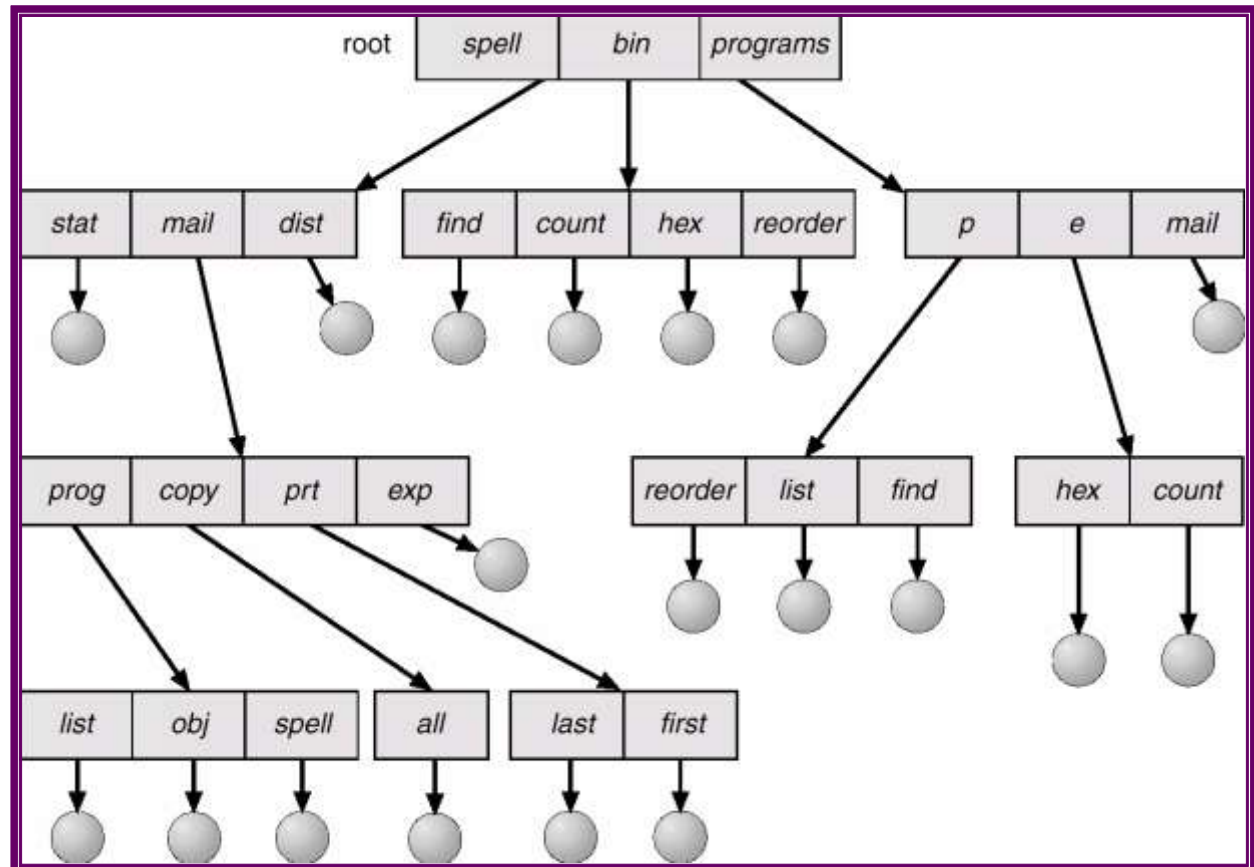 root spell bin programs
stat mail dist find count hex reorder p e mail
prog copy prt exp reorder list find hex count
list obj spell all last first